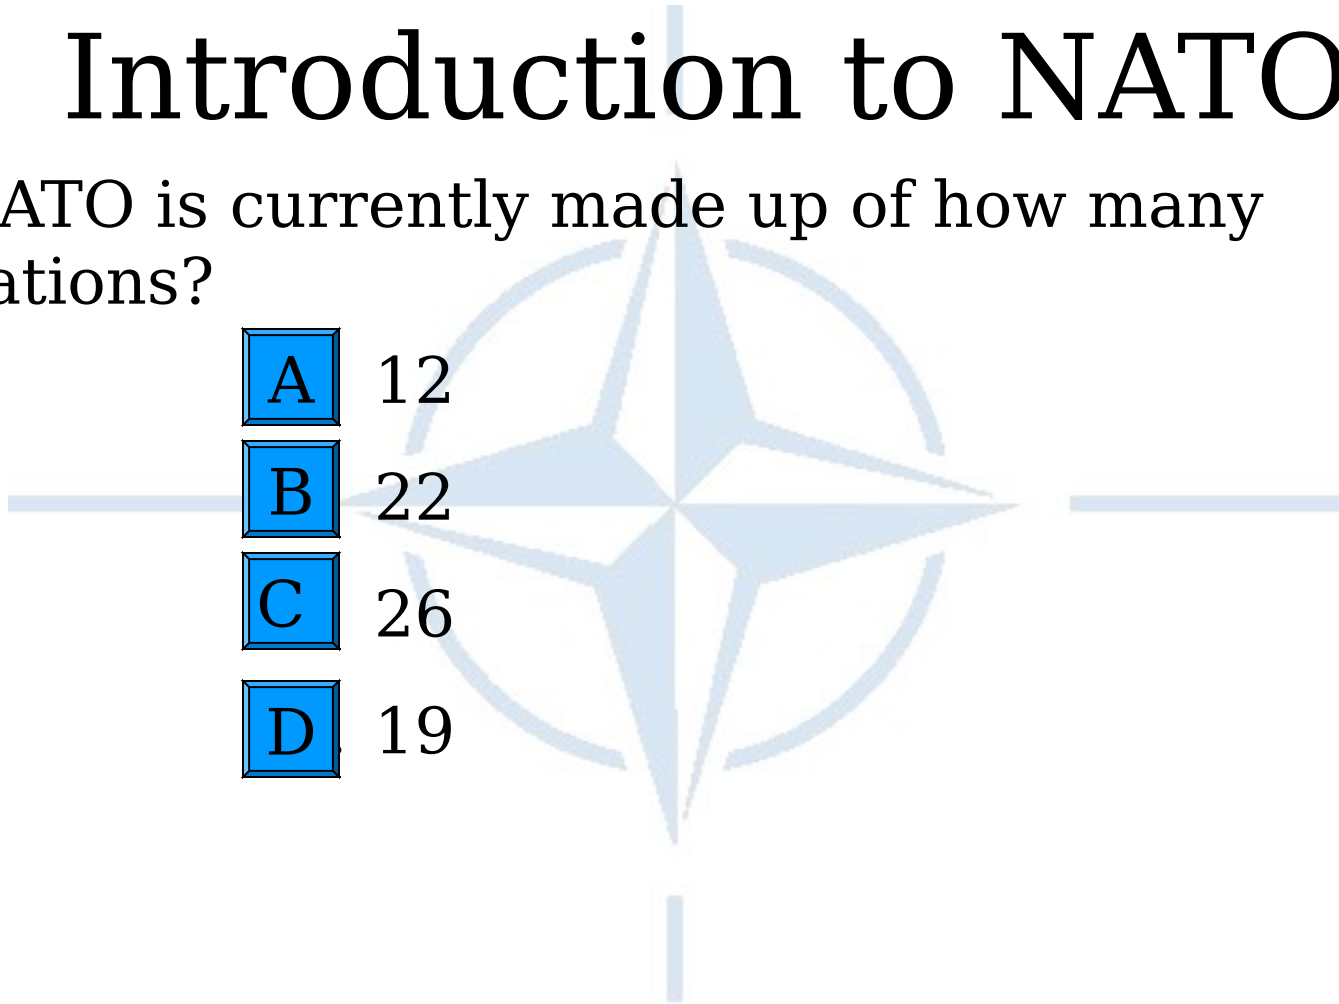 Introduction to NATO
ATO is currently made up of how many
ations?
A 12
B 22
C 26
D. 19